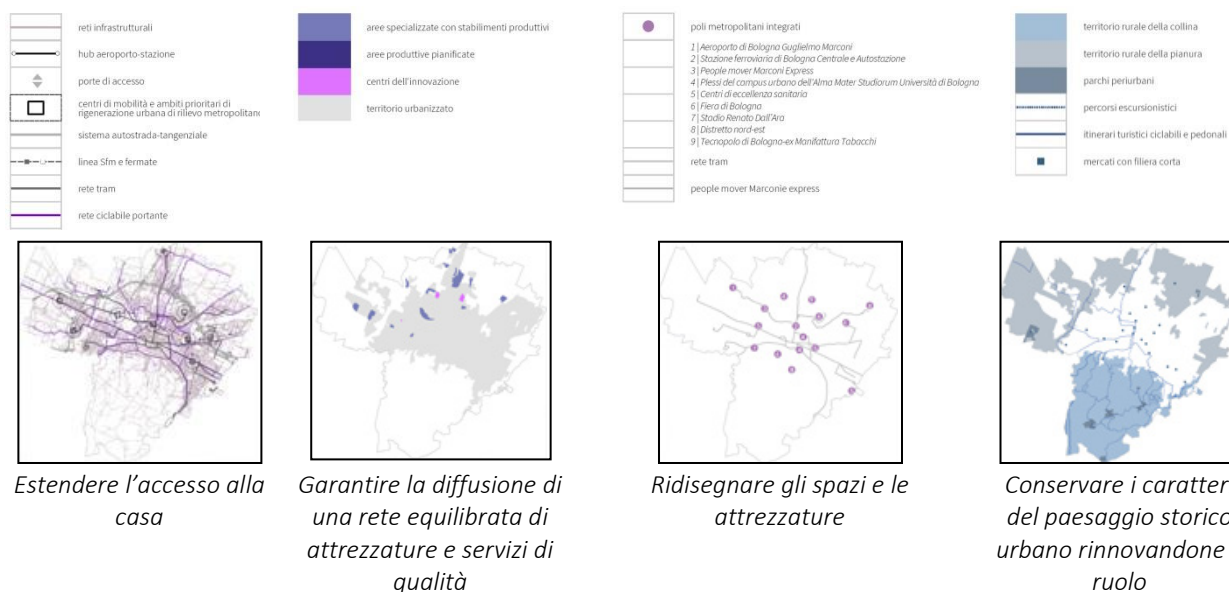 reti infrastrutturali
hub aeroporto-stazione
porte di accesso
centri di mobilità e ambiti prioritari di
rigenerazione urbana di rilievo metropolitano
sistema autostrada-tangenziale
linea Sfm e fermate
rete tram
rete ciclabile portante
aree specializzate con stabilimenti produttivi
aree produttive pianificate
centri dell'innovazione
territorio urbanizzato
poli metropolitani integrati
1 | Aeroporto di Bologna Guglielmo Marconi
2 | Stazione ferroviaria di Bologna Centrale e Autostazione
3 | People mover Marconi Express
4 | Plessi del campus urbano dell'Alma Mater Studiorum Università di Bologna
5 | Centri di eccellenza sanitaria
6 | Fiera di Bologna
7 | Stadio Renato Dall'Ara
8 | Distretto nord-est
9 | Tecnopolo di Bologna-ex Manifattura Tabacchi
rete tram
people mover Marconie express
territorio rurale della collina
territorio rurale della pianura
parchi periurbani
percorsi escursionistici
itinerari turistici ciclabili e pedonali
mercati con filiera corta
Estendere l'accesso alla
casa
Garantire la diffusione di
una rete equilibrata di
attrezzature e servizi di
qualità
Ridisegnare gli spazi e le
attrezzature
Conservare i caratter
del paesaggio storico
urbano rinnovandone
ruolo